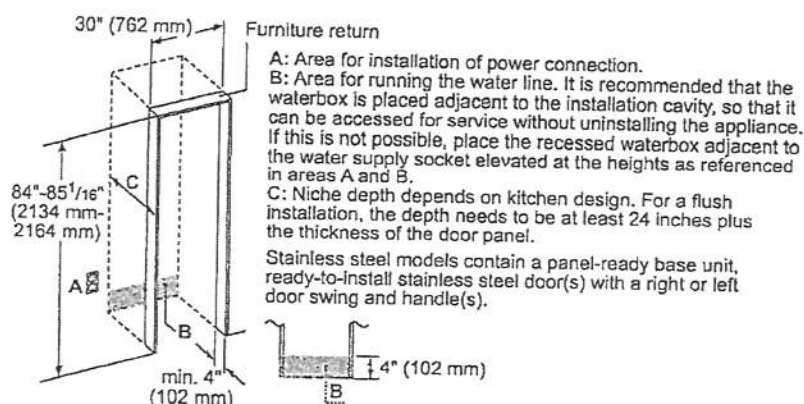 30" (762 mm)
Furniture return
A: Area for installation of power connection.
B: Area for running the water line. It is recommended that the
waterbox is placed adjacent to the installation cavity, so that it
can be accessed for service without uninstalling the appliance.
If this is not possible, place the recessed waterbox adjacent to
the water supply socket elevated at the heights as referenced
in areas A and B.
C: Niche depth depends on kitchen design. For a flush
installation, the depth needs to be at least 24 inches plus
the thickness of the door panel.
Stainless steel models contain a panel-ready base unit,
ready-to-install stainless steel door(s) with a right or left
door swing and handle(s).
C
84"-85 1/16"
(2134 mm-
2164 mm)
A
B
min. 4"
(102 mm)
4" (102 mm)
B